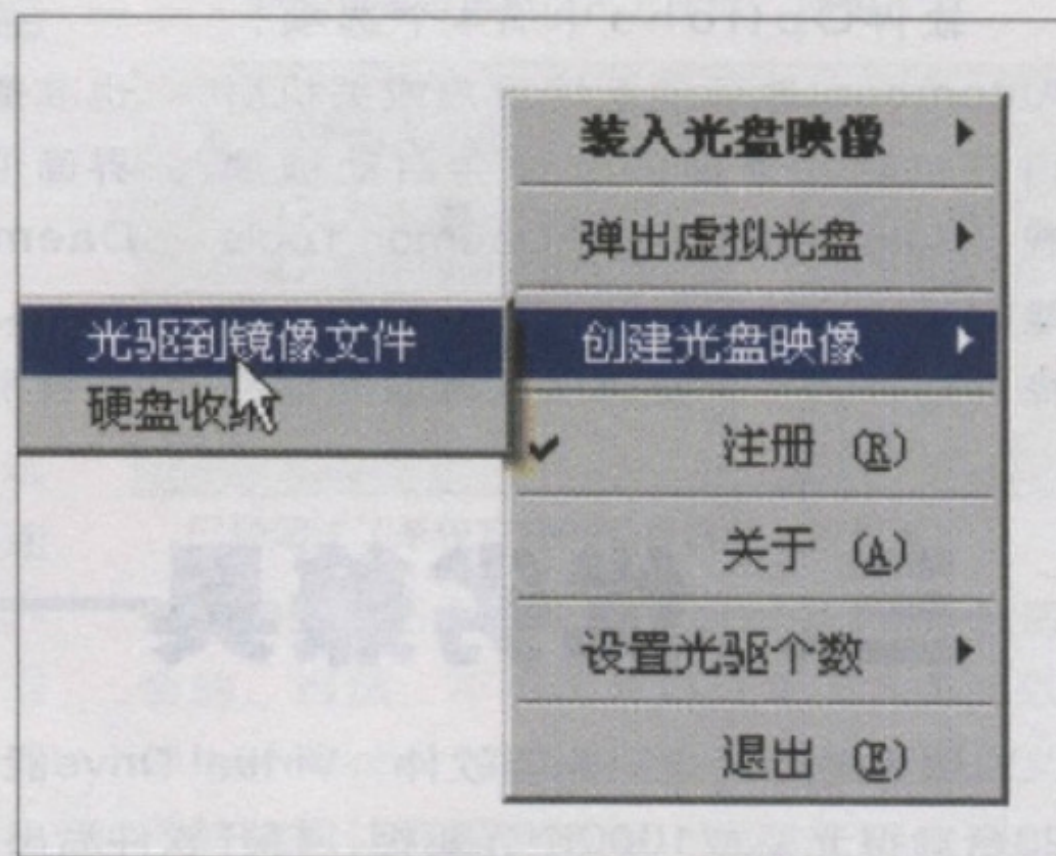 装入光盘映像
弹出虚拟光盘
创建光盘映像
光驱到镜像文件
硬盘收纳
注册 (R)
关于 (A)
设置光驱个数
退出 (E)